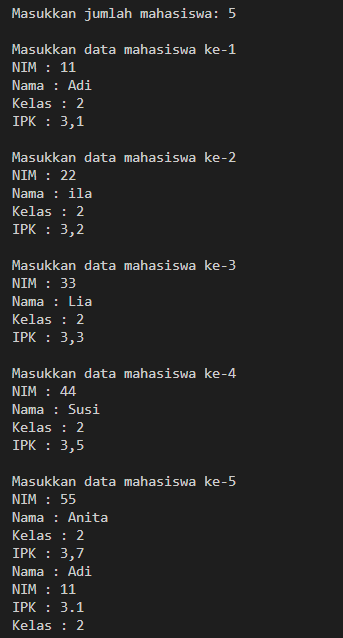 Masukkan jumlah mahasiswa: 5
Masukkan data mahasiswa ke-1
NIM : 11
Nama : Adi
Kelas : 2
IPK : 3,1
Masukkan data mahasiswa ke-2
NIM : 22
Nama : ila
Kelas : 2
IPK : 3,2
Masukkan data mahasiswa ke-3
NIM : 33
Nama : Lia
Kelas : 2
IPK : 3,3
Masukkan data mahasiswa ke-4
NIM : 44
Nama : Susi
Kelas : 2
IPK : 3,5
Masukkan data mahasiswa ke-5
NIM : 55
Nama : Anita
Kelas : 2
IPK : 3,7
Nama : Adi
NIM : 11
IPK : 3.1
Kelas : 2